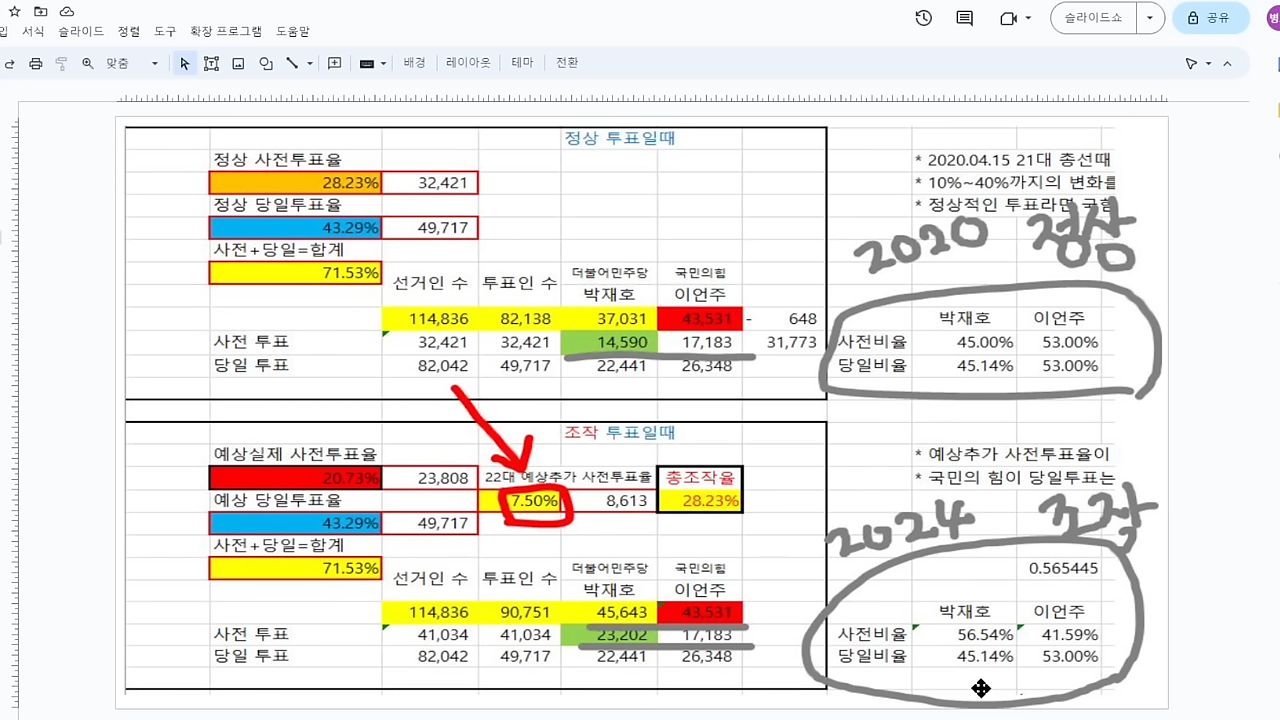 서식 슬라이드 정렬 도구 확장 프로그램 도움말
슬라이드쇼 공유
맞춤 배경 레이아웃 테마 전환
정상 투표일때
정상 사전투표율
28.23% 32,421
정상 당일투표율
43.29% 49,717
사전+당일=합계
71.53%
선거인 수 투표인 수 더불어민주당 국민의힘
박재호 이언주
114,836 82,138 37,031 43,531 - 648
사전 투표 32,421 32,421 14,590 17,183 31,773
당일 투표 82,042 49,717 22,441 26,348
* 2020.04.15 21대 총선때
* 10%~40%까지의 변화를
* 정상적인 투표라면 국힘
2020 정상
박재호 이언주
사전비율 45.00% 53.00%
당일비율 45.14% 53.00%
조작 투표일때
예상실제 사전투표율
20.73% 23,808 22대 예상추가 사전투표율 총조작율
예상 당일투표율 7.50% 8,613 28.23%
43.29% 49,717
사전+당일=합계
71.53%
선거인 수 투표인 수 더불어민주당 국민의힘
박재호 이언주
114,836 90,751 45,643 43,531
사전 투표 41,034 41,034 23,202 17,183
당일 투표 82,042 49,717 22,441 26,348
* 예상추가 사전투표율이
* 국민의 힘이 당일투표는
2024 조작
0.565445
박재호 이언주
사전비율 56.54% 41.59%
당일비율 45.14% 53.00%